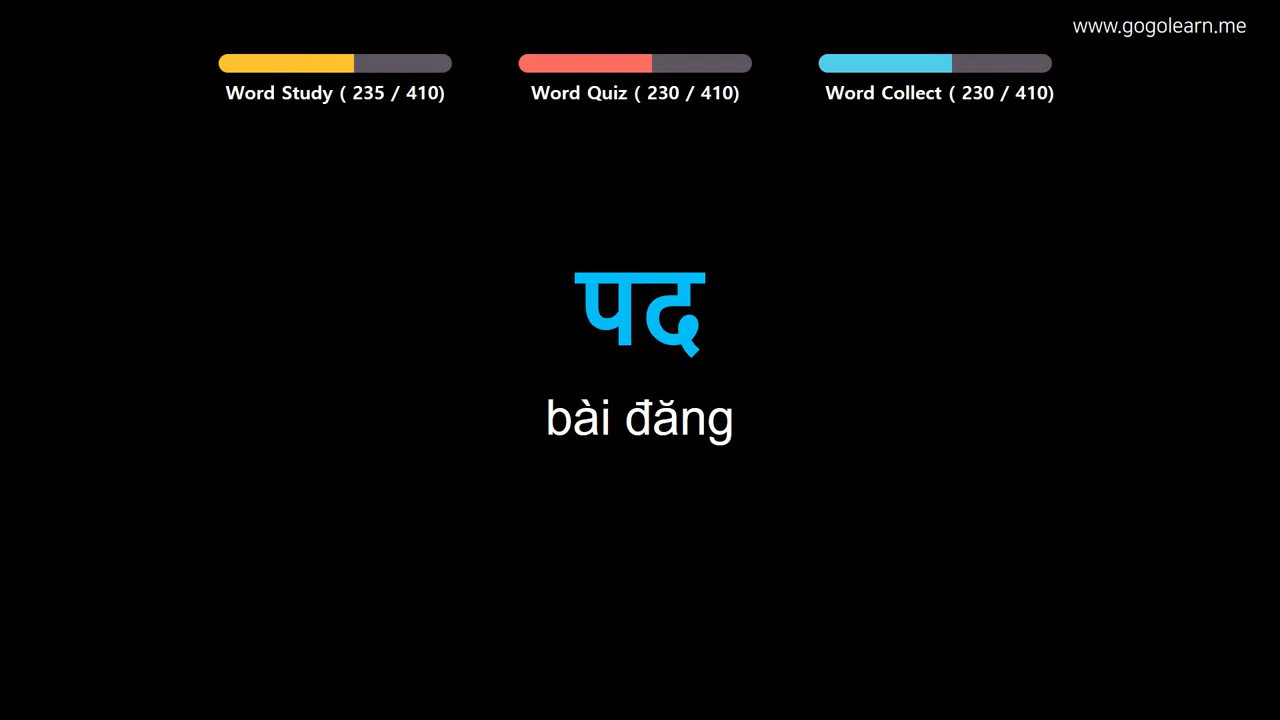 www.gogolearn.me
Word Study ( 235 / 410)
Word Quiz ( 230 / 410)
Word Collect ( 230 / 410)
पद
bài đăng